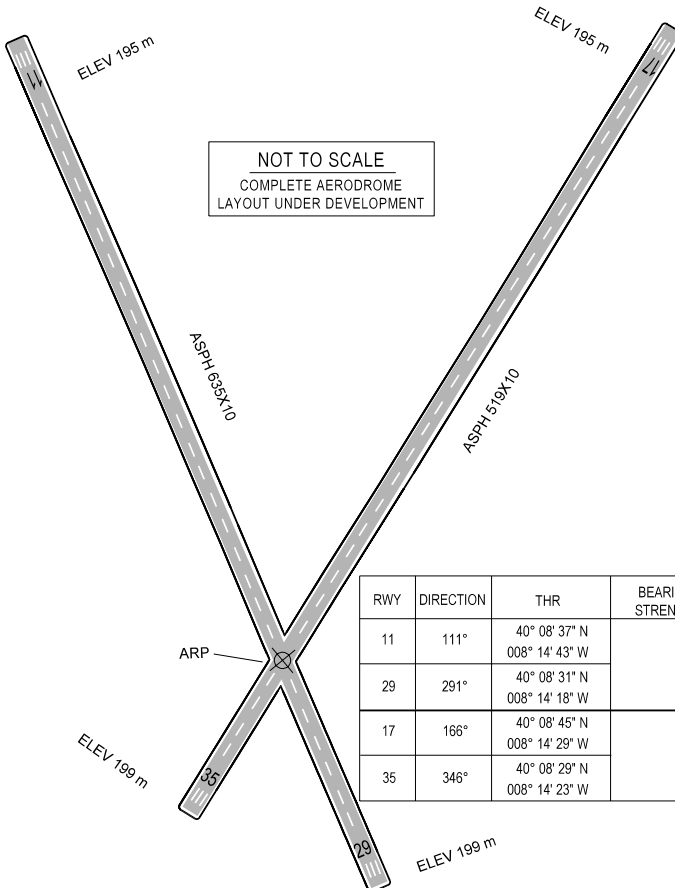 ELEV 195 m
ELEV 195 m
11
17
NOT TO SCALE
COMPLETE AERODROME
LAYOUT UNDER DEVELOPMENT
ASPH 635X10
ASPH 519X10
ARP
RWY DIRECTION THR
11 111° 40° 08' 37" N
008° 14' 43" W
29 291° 40° 08' 31" N
008° 14' 18" W
17 166° 40° 08' 45" N
008° 14' 29" W
35 346° 40° 08' 29" N
008° 14' 23" W
ELEV 199 m
35
29
ELEV 199 m